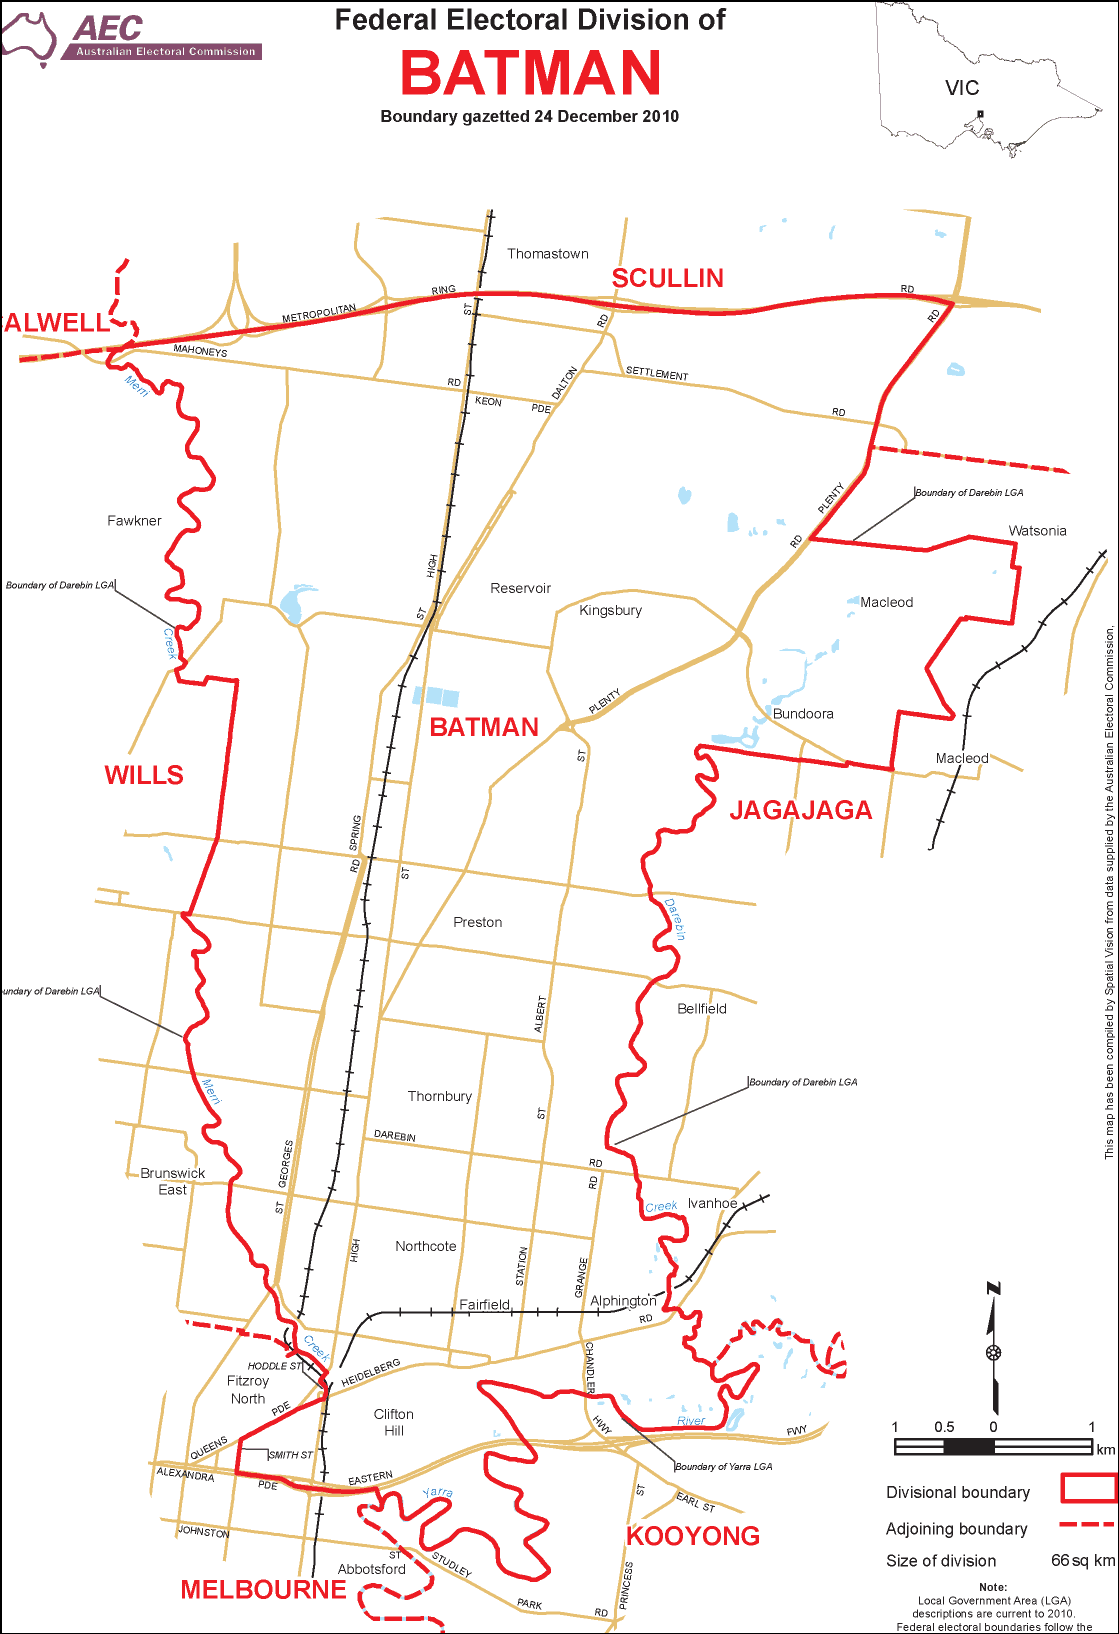 AEC
Australian Electoral Commission
Federal Electoral Division of
BATMAN
Boundary gazetted 24 December 2010
VIC
Thomastown
SCULLIN
RING
RD
METROPOLITAN
ST
RD
RD
ALWELL
MAHONEYS
Merri
RD
KEON
PDE
DALTON
SETTLEMENT
RD
PLENTY
Boundary of Darebin LGA
Fawkner
Watsonia
RD
HIGH
Boundary of Darebin LGA
Reservoir
Kingsbury
Macleod
ST
Creek
PLENTY
Bundoora
BATMAN
ST
Macleod
WILLS
JAGAJAGA
SPRING
RD
ST
Darebin
Preston
undary of Darebin LGA
ALBERT
Bellfield
Merri
Thornbury
ST
Boundary of Darebin LGA
DAREBIN
RD
RD
GEORGES
ST
Brunswick
East
Creek
Ivanhoe
HIGH
Northcote
STATION
GRANGE
Fairfield
Alphington
RD
Creek
HODDLE ST
HEIDELBERG
CHANDLER
HWY
Fitzroy
North
PDE
Clifton
Hill
River
FWY
QUEENS
SMITH ST
Boundary of Yarra LGA
ALEXANDRA
PDE
EASTERN
Yarra
ST
EARL ST
JOHNSTON
ST
KOOYONG
Abbotsford
STUDLEY
PARK
RD
PRINCESS
MELBOURNE
N
1 0.5 0 1
km
Divisional boundary
Adjoining boundary
Size of division 66 sq km
Note:
Local Government Area (LGA)
descriptions are current to 2010.
Federal electoral boundaries follow the
This map has been compiled by Spatial Vision from data supplied by the Australian Electoral Commission.